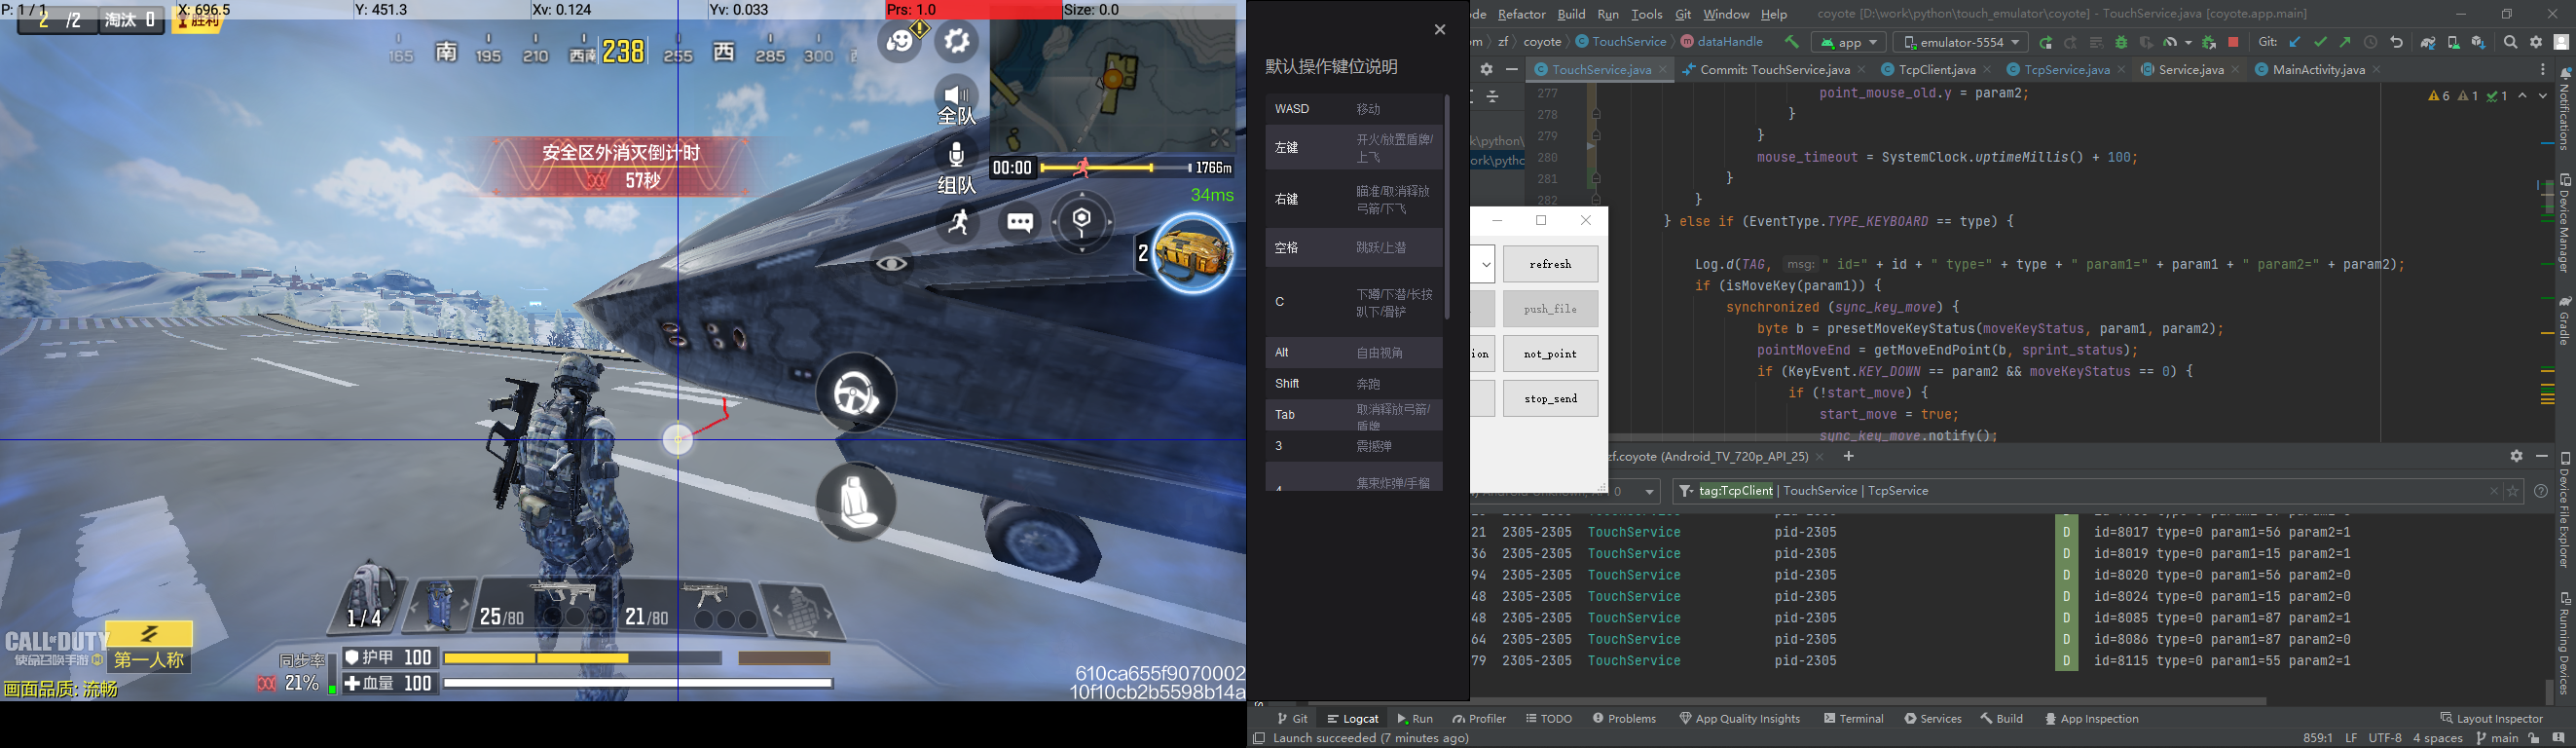 P: 1 / 1
X: 696.5
Y: 451.3
Xv: 0.124
Yv: 0.033
Prs: 1.0
Size: 0.0
2 /2
淘汰 0
胜利
165 南 195 210 西南 238 255 西 285 300
安全区外消灭倒计时
57秒
全队
组队
00:00
1766m
34ms
2
1/4
25/80
21/80
CALL OF DUTY
使命召唤手游
第一人称
画面品质: 流畅
同步率
21%
护甲 100
血量 100
610ca655f9070002
10f10cb2b5598b14a
默认操作键位说明
WASD 移动
左键 开火/放置盾牌/
上飞
右键 瞄准/取消释放
弓箭/下飞
空格 跳跃/上潜
C 下蹲/下潜/长按
趴下/滑铲
Alt 自由视角
Shift 奔跑
Tab 取消释放弓箭/
盾牌
3 震撼弹
4 集束炸弹/手榴
de Refactor Build Run Tools Git Window Help
coyote [D:\work\python\touch_emulator\coyote] - TouchService.java [coyote.app.main]
m zf coyote TouchService dataHandle
app
emulator-5554
Git:
TouchService.java
Commit: TouchService.java
TcpClient.java
TcpService.java
Service.java
MainActivity.java
6 1 1
277 point_mouse_old.y = param2;
278 }
279 }
280 mouse_timeout = SystemClock.uptimeMillis() + 100;
281 }
282 }
} else if (EventType.TYPE_KEYBOARD == type) {
Log.d(TAG, msg: " id=" + id + " type=" + type + " param1=" + param1 + " param2=" + param2);
if (isMoveKey(param1)) {
synchronized (sync_key_move) {
byte b = presetMoveKeyStatus(moveKeyStatus, param1, param2);
pointMoveEnd = getMoveEndPoint(b, sprint_status);
if (KeyEvent.KEY_DOWN == param2 && moveKeyStatus == 0) {
if (!start_move) {
start_move = true;
sync_key_move.notify();
k\python
ork\pytho
refresh
push_file
ion
not_point
stop_send
zf.coyote (Android_TV_720p_API_25)
tag:TcpClient | TouchService | TcpService
21 2305-2305 TouchService pid-2305 D id=8017 type=0 param1=56 param2=1
36 2305-2305 TouchService pid-2305 D id=8019 type=0 param1=15 param2=1
94 2305-2305 TouchService pid-2305 D id=8020 type=0 param1=56 param2=0
48 2305-2305 TouchService pid-2305 D id=8024 type=0 param1=15 param2=0
48 2305-2305 TouchService pid-2305 D id=8085 type=0 param1=87 param2=1
64 2305-2305 TouchService pid-2305 D id=8086 type=0 param1=87 param2=0
79 2305-2305 TouchService pid-2305 D id=8115 type=0 param1=55 param2=1
Notifications
Device Manager
Gradle
Device File Explorer
Running Devices
Git
Logcat
Run
Profiler
TODO
Problems
App Quality Insights
Terminal
Services
Build
App Inspection
Layout Inspector
Launch succeeded (7 minutes ago)
859:1 LF UTF-8 4 spaces main